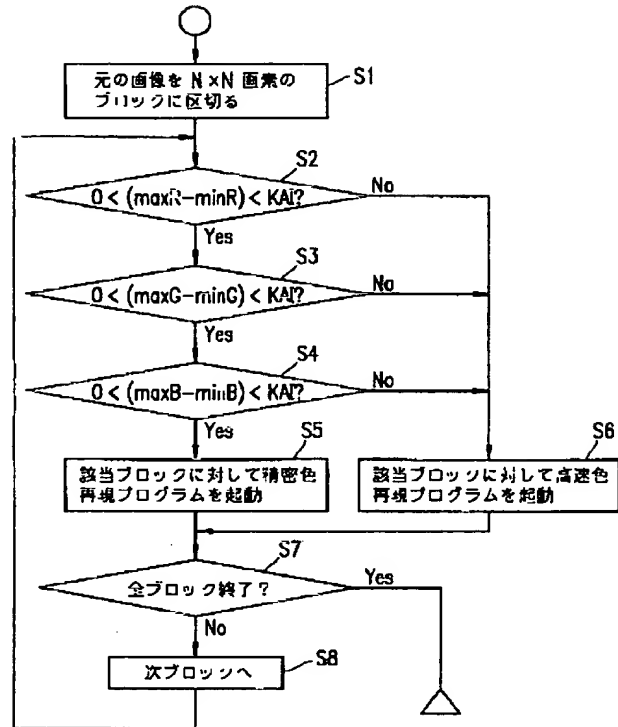 元の画像を N×N 画素の
ブロックに区切る
S1
S2
0 < (maxR-minR) < KAI?
No
Yes
S3
0 < (maxG-minG) < KAI?
No
Yes
S4
0 < (maxB-minB) < KAI?
No
Yes
S5
該当ブロックに対して精密色
再現プログラムを起動
S6
該当ブロックに対して高速色
再現プログラムを起動
S7
全ブロック終了?
Yes
No
S8
次ブロックへ